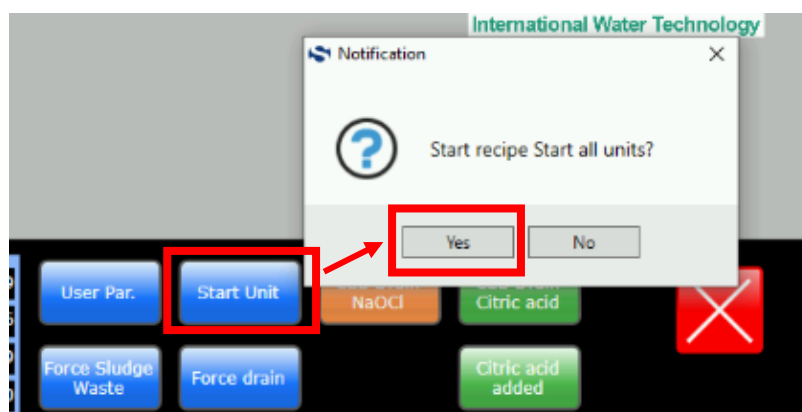 International Water Technology
Notification
Start recipe Start all units?
Yes
No
User Par.
Start Unit
NaOCl
Citric acid
Force Sludge
Waste
Force drain
Citric acid
added